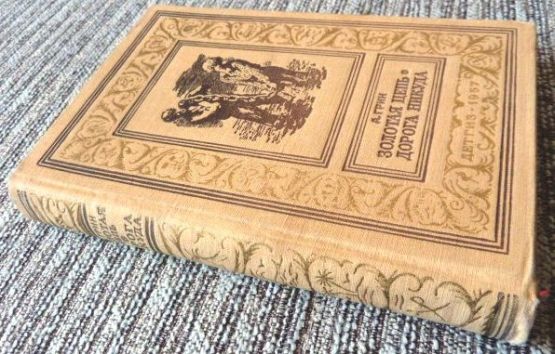 А. ГРИН
ЗОЛОТАЯ ЦЕПЬ
ДОРОГА НИКУДА
ДЕТГИЗ • 1957